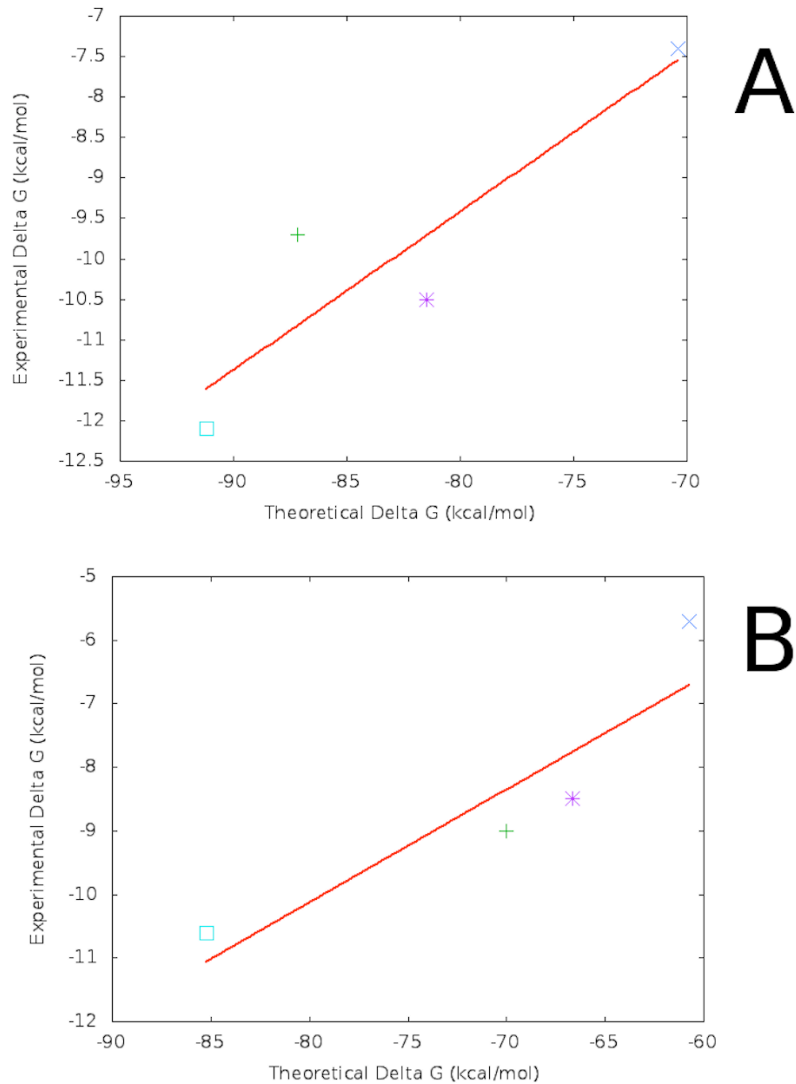 A
-7
-7.5
-8
-8.5
-9
-9.5
-10
-10.5
-11
-11.5
-12
-12.5
Experimental Delta G (kcal/mol)
-95 -90 -85 -80 -75 -70
Theoretical Delta G (kcal/mol)
B
-5
-6
-7
-8
-9
-10
-11
-12
Experimental Delta G (kcal/mol)
-90 -85 -80 -75 -70 -65 -60
Theoretical Delta G (kcal/mol)